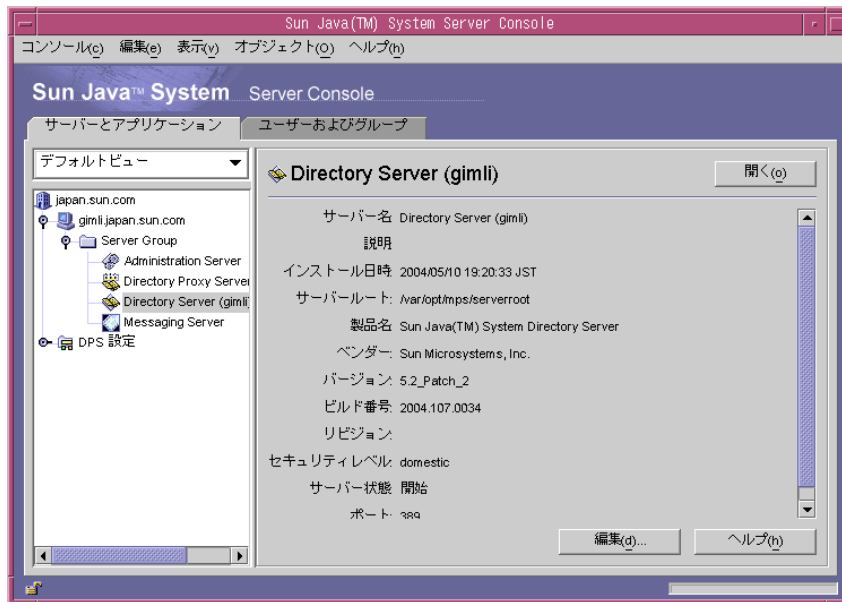 Sun Java(TM) System Server Console
コンソール(c) 編集(e) 表示(v) オブジェクト(O) ヘルプ(h)
Sun Java™ System Server Console
サーバーとアプリケーション
ユーザーおよびグループ
デフォルトビュー
japan.sun.com
gimli.japan.sun.com
Server Group
Administration Server
Directory Proxy Server
Directory Server (gimli)
Messaging Server
DPS 設定
Directory Server (gimli)
開く(o)
サーバー名 Directory Server (gimli)
説明
インストール日時 2004/05/10 19:20:33 JST
サーバールート: /var/opt/mps/serverroot
製品名 Sun Java(TM) System Directory Server
ベンダー: Sun Microsystems, Inc.
バージョン: 5.2_Patch_2
ビルド番号: 2004.107.0034
リビジョン:
セキュリティレベル: domestic
サーバー状態 開始
ポート: 389
編集(d)...
ヘルプ(h)